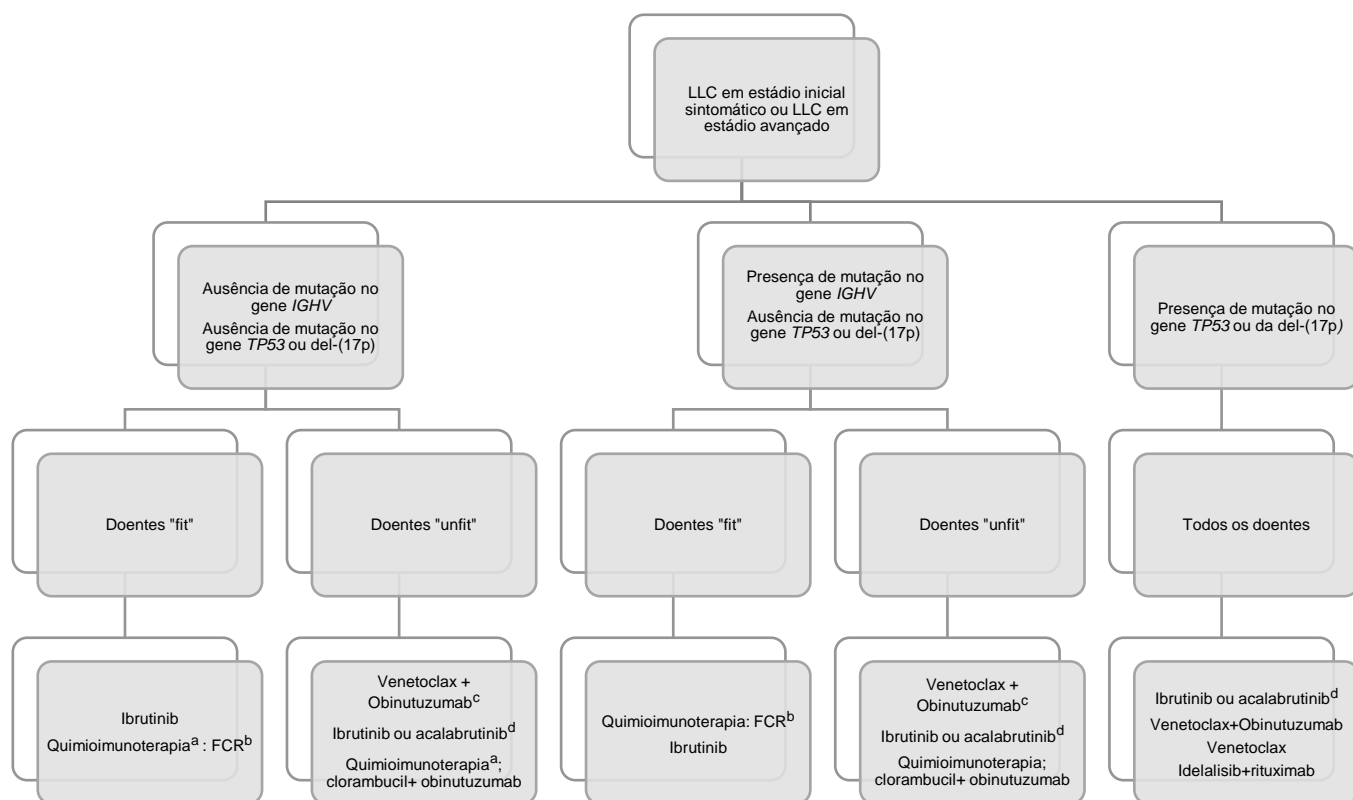 LLC em estádio inicial
sintomático ou LLC em
estádio avançado
Ausência de mutação no
gene IGHV
Ausência de mutação no
gene TP53 ou del-(17p)
Presença de mutação no
gene IGHV
Ausência de mutação no
gene TP53 ou del-(17p)
Presença de mutação no
gene TP53 ou da del-(17p)
Doentes "fit"
Doentes "unfit"
Doentes "fit"
Doentes "unfit"
Todos os doentes
Ibrutinib
Quimioimunoterapiaª : FCRᵇ
Venetoclax +
Obinutuzumabᶜ
Ibrutinib ou acalabrutinibᵈ
Quimioimunoterapiaª;
clorambucil+ obinutuzumab
Quimioimunoterapia: FCRᵇ
Ibrutinib
Venetoclax +
Obinutuzumabᶜ
Ibrutinib ou acalabrutinibᵈ
Quimioimunoterapia;
clorambucil+ obinutuzumab
Ibrutinib ou acalabrutinibᵈ
Venetoclax+Obinutuzumab
Venetoclax
Idelalisib+rituximab